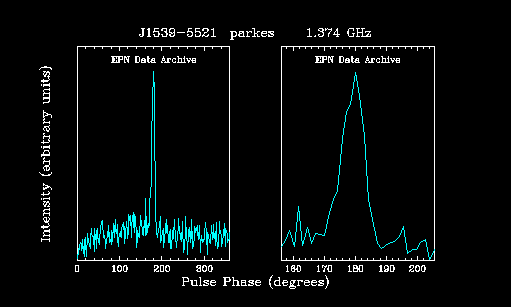 J1539-5521 parkes 1.374 GHz
EPN Data Archive EPN Data Archive
Intensity (arbitrary units)
0 100 200 300 160 170 180 190 200
Pulse Phase (degrees)